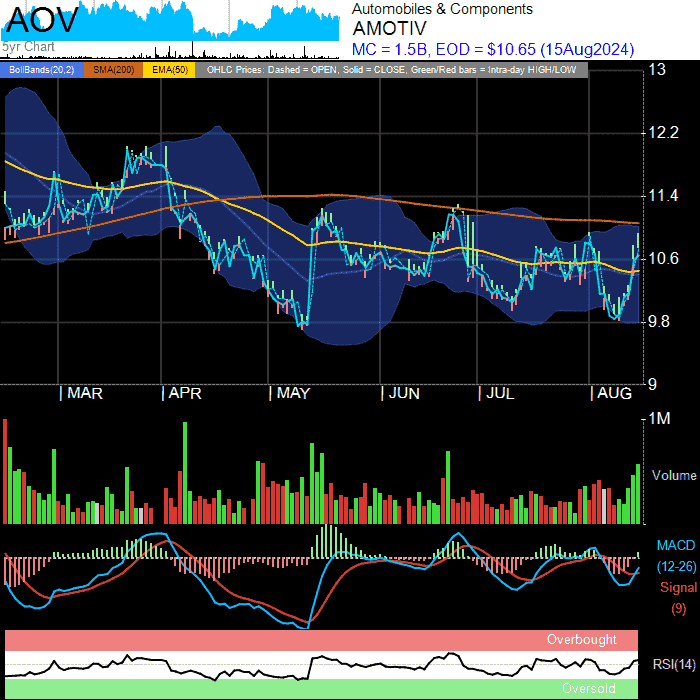 AOV
5yr Chart
Automobiles & Components
AMOTIV
MC = 1.5B, EOD = $10.65 (15Aug2024)
BollBands(20,2) SMA(200) EMA(50) OHLC Prices: Dashed = OPEN, Solid = CLOSE, Green/Red bars = Intra-day HIGH/LOW
13
12.2
11.4
10.6
9.8
9
MAR APR MAY JUN JUL AUG
1M
Volume
MACD
(12-26)
Signal
(9)
Overbought
RSI(14)
Oversold